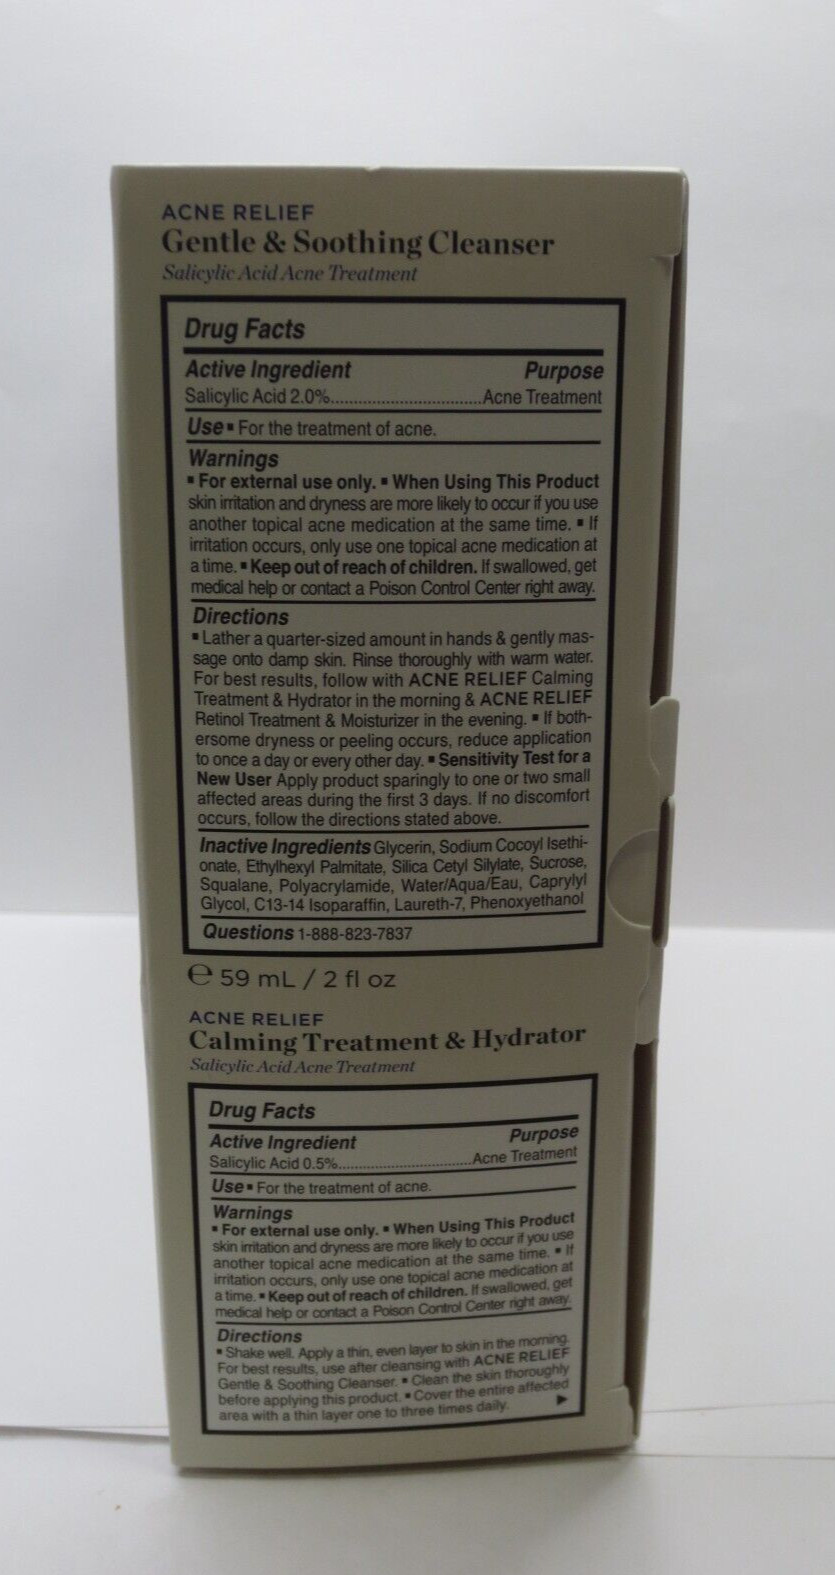 ACNE RELIEF
Gentle & Soothing Cleanser
Salicylic Acid Acne Treatment
Drug Facts
Active Ingredient Purpose
Salicylic Acid 2.0%................................Acne Treatment
Use ▪ For the treatment of acne.
Warnings
▪ For external use only. ▪ When Using This Product
skin irritation and dryness are more likely to occur if you use
another topical acne medication at the same time. ▪ If
irritation occurs, only use one topical acne medication at
a time. ▪ Keep out of reach of children. If swallowed, get
medical help or contact a Poison Control Center right away.
Directions
▪ Lather a quarter-sized amount in hands & gently mas-
sage onto damp skin. Rinse thoroughly with warm water.
For best results, follow with ACNE RELIEF Calming
Treatment & Hydrator in the morning & ACNE RELIEF
Retinol Treatment & Moisturizer in the evening. ▪ If both-
ersome dryness or peeling occurs, reduce application
to once a day or every other day. ▪ Sensitivity Test for a
New User Apply product sparingly to one or two small
affected areas during the first 3 days. If no discomfort
occurs, follow the directions stated above.
Inactive Ingredients Glycerin, Sodium Cocoyl Isethi-
onate, Ethylhexyl Palmitate, Silica Cetyl Silylate, Sucrose,
Squalane, Polyacrylamide, Water/Aqua/Eau, Caprylyl
Glycol, C13-14 Isoparaffin, Laureth-7, Phenoxyethanol
Questions 1-888-823-7837
℮ 59 mL / 2 fl oz
ACNE RELIEF
Calming Treatment & Hydrator
Salicylic Acid Acne Treatment
Drug Facts
Active Ingredient Purpose
Salicylic Acid 0.5%................................Acne Treatment
Use ▪ For the treatment of acne.
Warnings
▪ For external use only. ▪ When Using This Product
skin irritation and dryness are more likely to occur if you use
another topical acne medication at the same time. ▪ If
irritation occurs, only use one topical acne medication at
a time. ▪ Keep out of reach of children. If swallowed, get
medical help or contact a Poison Control Center right away.
Directions
▪ Shake well. Apply a thin, even layer to skin in the morning.
For best results, use after cleansing with ACNE RELIEF
Gentle & Soothing Cleanser. ▪ Clean the skin thoroughly
before applying this product. ▪ Cover the entire affected
area with a thin layer one to three times daily. ▶